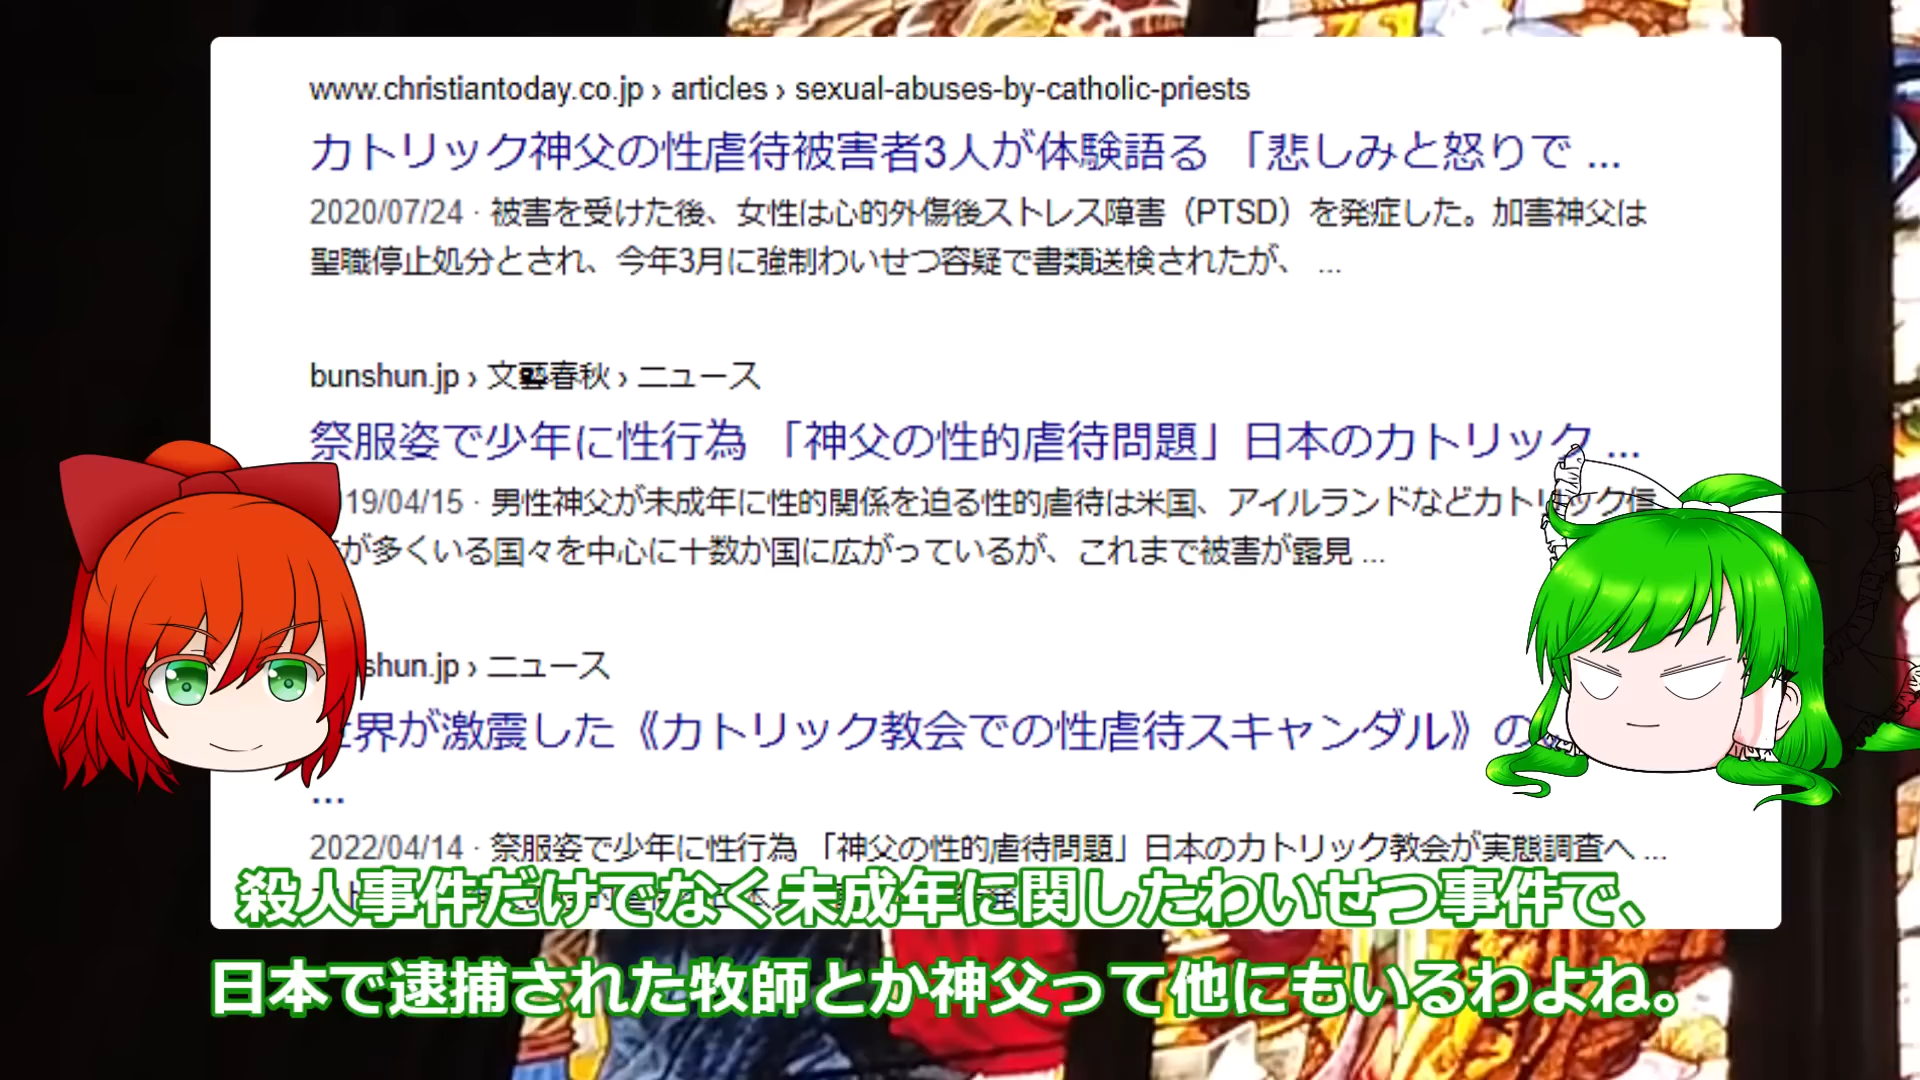 www.christiantoday.co.jp › articles › sexual-abuses-by-catholic-priests
カトリック神父の性虐待被害者3人が体験語る 「悲しみと怒りで ...
2020/07/24 · 被害を受けた後、女性は心的外傷後ストレス障害（PTSD）を発症した。加害神父は
聖職停止処分とされ、今年3月に強制わいせつ容疑で書類送検されたが、 ...
bunshun.jp › 文藝春秋 › ニュース
祭服姿で少年に性行為 「神父の性的虐待問題」日本のカトリック ...
19/04/15 · 男性神父が未成年に性的関係を迫る性的虐待は米国、アイルランドなどカトリック信
が多くいる国々を中心に十数か国に広がっているが、これまで被害が露見 ...
shun.jp › ニュース
界が激震した《カトリック教会での性虐待スキャンダル》の
...
2022/04/14 · 祭服姿で少年に性行為 「神父の性的虐待問題」日本のカトリック教会が実態調査へ ...
殺人事件だけでなく未成年に関したわいせつ事件で、
日本で逮捕された牧師とか神父って他にもいるわよね。